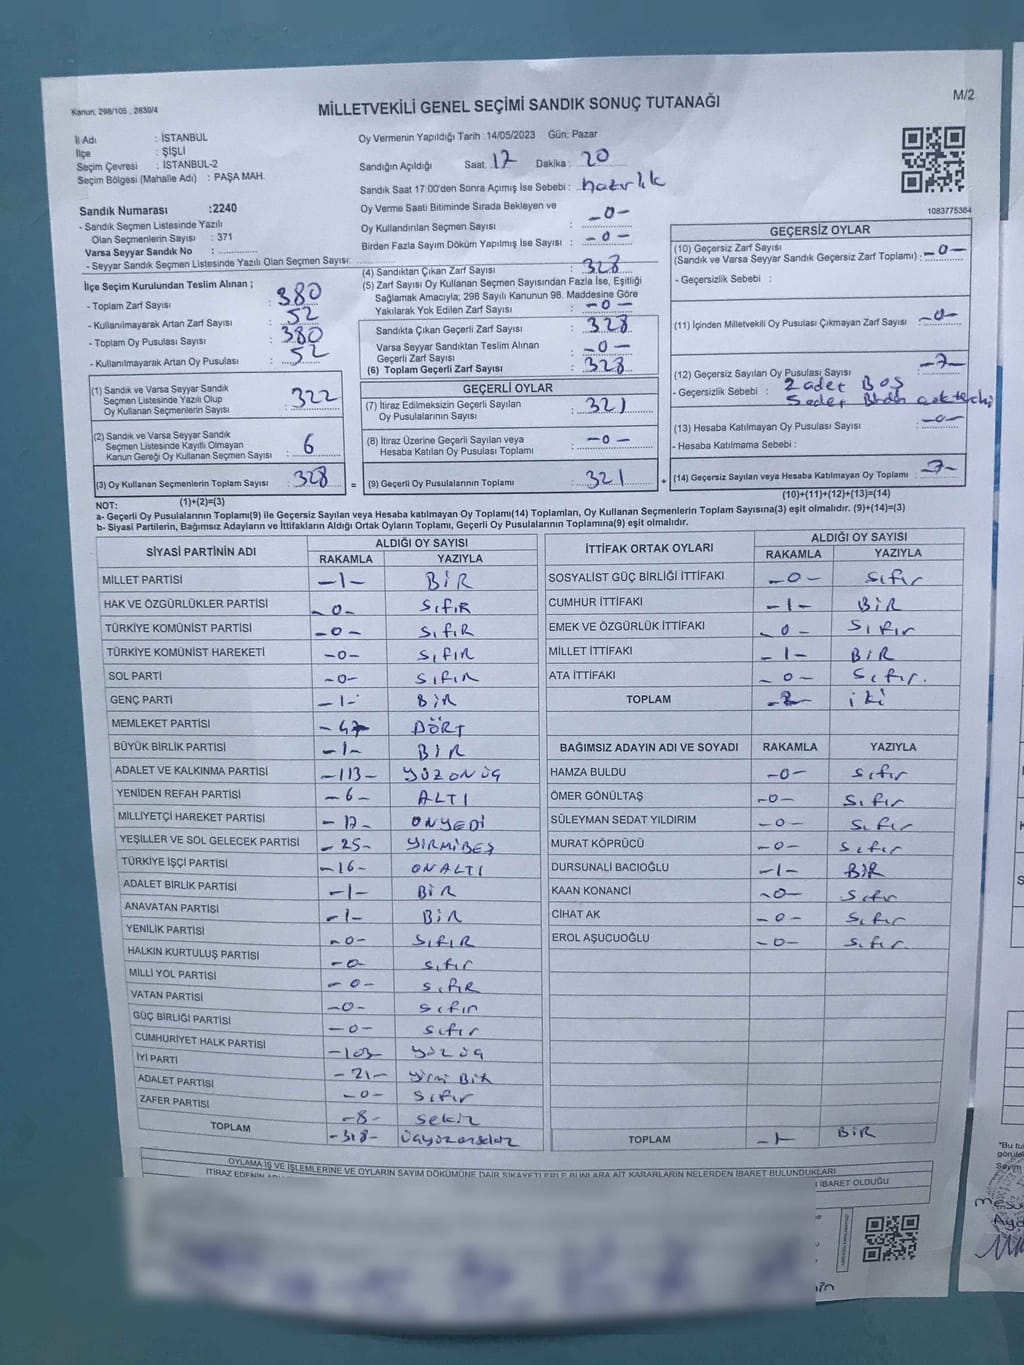 Kanun: 298/105 . 2839/4
MİLLETVEKİLİ GENEL SEÇİMİ SANDIK SONUÇ TUTANAĞI
M/2
İl Adı : İSTANBUL
İlçe : ŞİŞLİ
Seçim Çevresi : İSTANBUL-2
Seçim Bölgesi (Mahalle Adı) : PAŞA MAH.
Oy Vermenin Yapıldığı Tarih :14/05/2023 Gün: Pazar
Sandığın Açıldığı Saat: 17 Dakika : 20
Sandık Saat 17:00'den Sonra Açımış İse Sebebi : hazırlık
Oy Verme Saati Bitiminde Sırada Bekleyen ve
Oy Kullandırılan Seçmen Sayısı : -0-
Birden Fazla Sayım Döküm Yapılmış İse Sayısı : -0-
1083775384
Sandık Numarası :2240
- Sandık Seçmen Listesinde Yazılı
Olan Seçmenlerin Sayısı : 371
Varsa Seyyar Sandık No :
- Seyyar Sandık Seçmen Listesinde Yazılı Olan Seçmen Sayısı:
İlçe Seçim Kurulundan Teslim Alınan ;
- Toplam Zarf Sayısı : 380
- Kullanılmayarak Artan Zarf Sayısı : 52
- Toplam Oy Pusulası Sayısı : 380
- Kullanılmayarak Artan Oy Pusulası : 52
(4) Sandıktan Çıkan Zarf Sayısı : 328
(5) Zarf Sayısı Oy Kullanan Seçmen Sayısından Fazla İse, Eşitliği
Sağlamak Amacıyla; 298 Sayılı Kanunun 98. Maddesine Göre
Yakılarak Yok Edilen Zarf Sayısı : -0-
Sandıkta Çıkan Geçerli Zarf Sayısı : 328
Varsa Seyyar Sandıktan Teslim Alınan
Geçerli Zarf Sayısı : -0-
(6) Toplam Geçerli Zarf Sayısı : 328
GEÇERSİZ OYLAR
(10) Geçersiz Zarf Sayısı
(Sandık ve Varsa Seyyar Sandık Geçersiz Zarf Toplamı) : -0-
- Geçersizlik Sebebi :
(11) İçinden Milletvekili Oy Pusulası Çıkmayan Zarf Sayısı : -0-
(12) Geçersiz Sayılan Oy Pusulası Sayısı : -7-
- Geçersizlik Sebebi : 2 adet BOŞ
5 adet Birden
(13) Hesaba Katılmayan Oy Pusulası Sayısı : -0-
- Hesaba Katılmama Sebebi :
(14) Geçersiz Sayılan veya Hesaba Katılmayan Oy Toplamı : -7-
(10)+(11)+(12)+(13)=(14)
(1) Sandık ve Varsa Seyyar Sandık
Seçmen Listesinde Yazılı Olup
Oy Kullanan Seçmenlerin Sayısı : 322
(2) Sandık ve Varsa Seyyar Sandık
Seçmen Listesinde Kayıtlı Olmayan
Kanun Gereği Oy Kullanan Seçmen Sayısı : 6
(3) Oy Kullanan Seçmenlerin Toplam Sayısı : 328
(1)+(2)=(3)
GEÇERLİ OYLAR
(7) İtiraz Edilmeksizin Geçerli Sayılan
Oy Pusulalarının Sayısı : 321
(8) İtiraz Üzerine Geçerli Sayılan veya
Hesaba Katılan Oy Pusulası Toplamı : -0-
= (9) Geçerli Oy Pusulalarının Toplamı : 321 +
NOT:
a- Geçerli Oy Pusulalarının Toplamı(9) ile Geçersiz Sayılan veya Hesaba katılmayan Oy Toplamı(14) Toplamları, Oy Kullanan Seçmenlerin Toplam Sayısına(3) eşit olmalıdır. (9)+(14)=(3)
b- Siyasi Partilerin, Bağımsız Adayların ve İttifakların Aldığı Ortak Oyların Toplamı, Geçerli Oy Pusulalarının Toplamına(9) eşit olmalıdır.
SİYASİ PARTİNİN ADI ALDIĞI OY SAYISI
RAKAMLA YAZIYLA
MİLLET PARTİSİ -1- BİR
HAK VE ÖZGÜRLÜKLER PARTİSİ -0- SIFIR
TÜRKİYE KOMÜNİST PARTİSİ -0- SIFIR
TÜRKİYE KOMÜNİST HAREKETİ -0- SIFIR
SOL PARTİ -0- SIFIR
GENÇ PARTİ -1- BİR
MEMLEKET PARTİSİ -4- DÖRT
BÜYÜK BİRLİK PARTİSİ -1- BİR
ADALET VE KALKINMA PARTİSİ -113- YÜZONÜÇ
YENİDEN REFAH PARTİSİ -6- ALTI
MİLLİYETÇİ HAREKET PARTİSİ -17- ONYEDİ
YEŞİLLER VE SOL GELECEK PARTİSİ -25- YİRMİBEŞ
TÜRKİYE İŞÇİ PARTİSİ -16- ONALTI
ADALET BİRLİK PARTİSİ -1- BİR
ANAVATAN PARTİSİ -1- BİR
YENİLİK PARTİSİ -0- SIFIR
HALKIN KURTULUŞ PARTİSİ -0- sıfır
MİLLİ YOL PARTİSİ -0- SIFIR
VATAN PARTİSİ -0- sıfır
GÜÇ BİRLİĞİ PARTİSİ -0- sıfır
CUMHURİYET HALK PARTİSİ -103- yüz üç
İYİ PARTİ -21- yirmi Bir
ADALET PARTİSİ -0- sıfır
ZAFER PARTİSİ -8- sekiz
TOPLAM -318- üçyüzonsekiz
İTTİFAK ORTAK OYLARI ALDIĞI OY SAYISI
RAKAMLA YAZIYLA
SOSYALİST GÜÇ BİRLİĞİ İTTİFAKI -0- sıfır
CUMHUR İTTİFAKI -1- BİR
EMEK VE ÖZGÜRLÜK İTTİFAKI -0- Sıfır
MİLLET İTTİFAKI -1- BİR
ATA İTTİFAKI -0- Sıfır.
TOPLAM -2- iki
BAĞIMSIZ ADAYIN ADI VE SOYADI RAKAMLA YAZIYLA
HAMZA BULDU -0- sıfır
ÖMER GÖNÜLTAŞ -0- sıfır
SÜLEYMAN SEDAT YILDIRIM -0- sıfır
MURAT KÖPRÜCÜ -0- sıfır
DURSUNALİ BACIOĞLU -1- BİR
KAAN KONANCİ -0- sıfır
CİHAT AK -0- sıfır
EROL AŞUCUOĞLU -0- sıfır
TOPLAM -1- BİR
OYLAMA İŞ VE İŞLEMLERİNE VE OYLARIN SAYIM DÖKÜMÜNE DAİR ŞİKAYETLERLE BUNLARA AİT KARARLARIN NELERDEN İBARET BULUNDUKLARI
İTİRAZ EDENİN
İBARET OLDUĞU